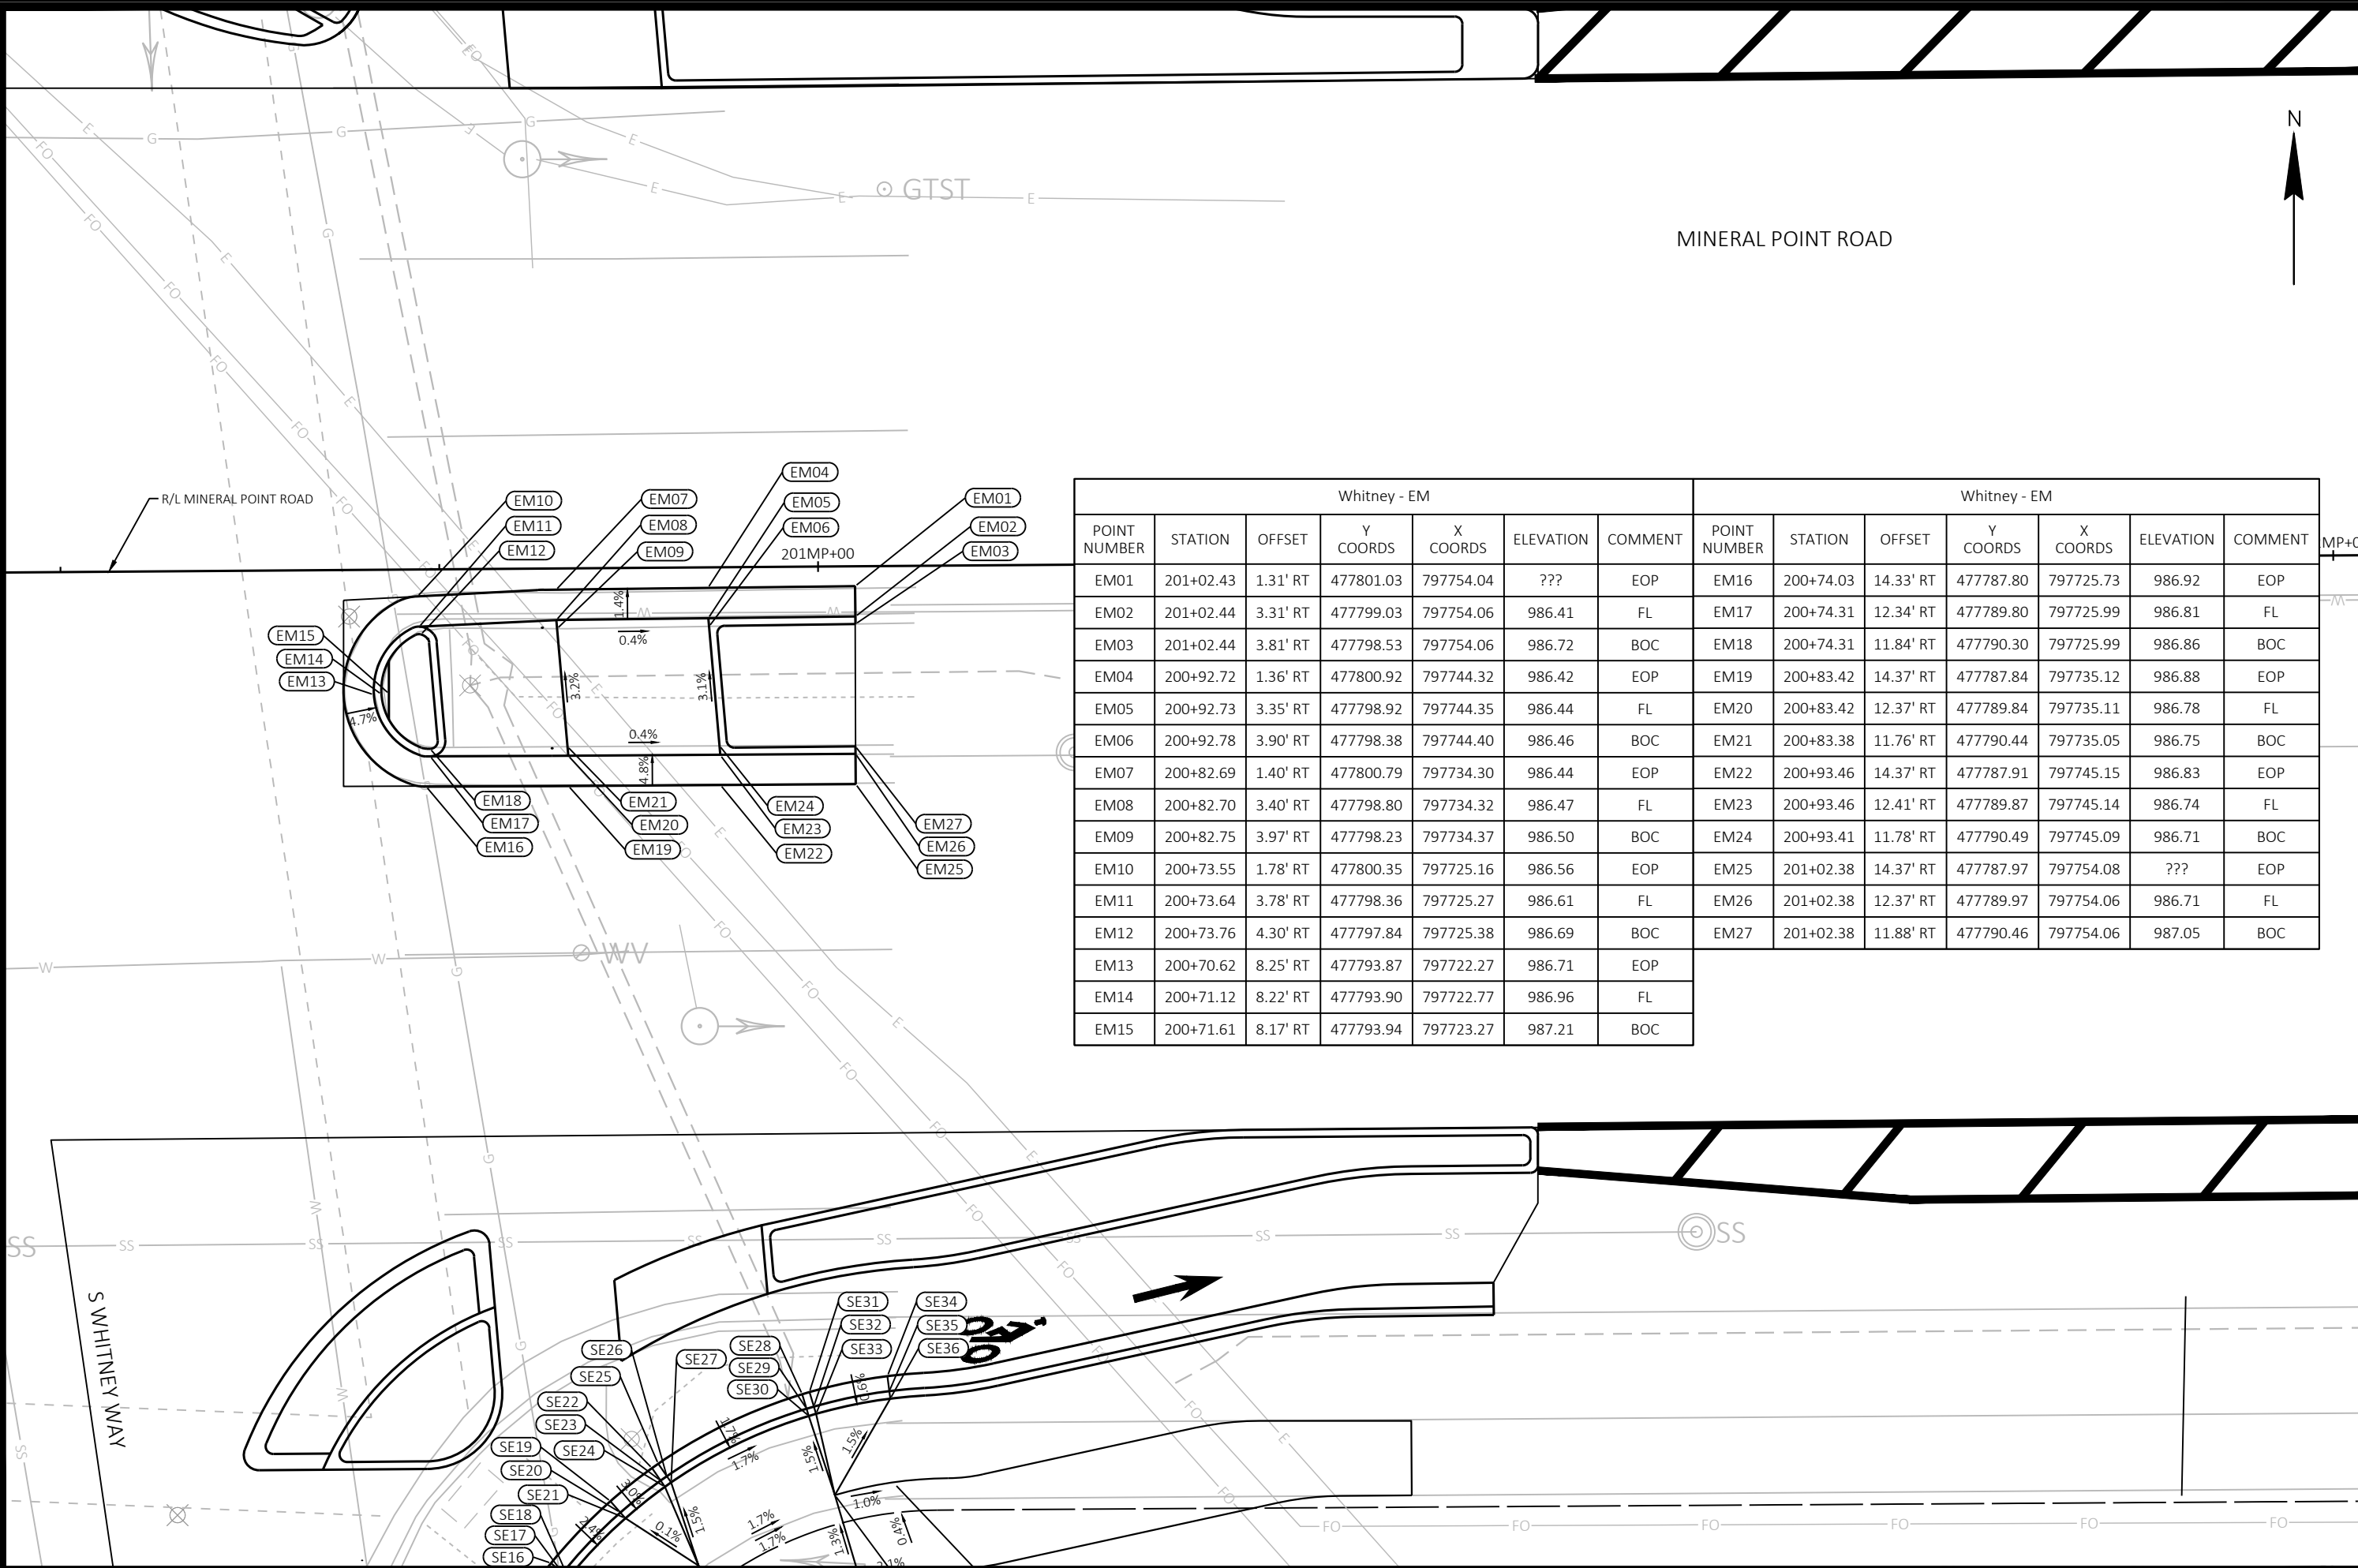 N
GTST
MINERAL POINT ROAD
R/L MINERAL POINT ROAD
201MP+00
EM10
EM11
EM12
EM07
EM08
EM09
EM04
EM05
EM06
EM01
EM02
EM03
EM15
EM14
EM13
1.4%
0.4%
3.2%
3.1%
4.7%
0.4%
4.8%
EM18
EM17
EM16
EM21
EM20
EM19
EM24
EM23
EM22
EM27
EM26
EM25
Whitney - EM
POINT NUMBER STATION OFFSET Y COORDS X COORDS ELEVATION COMMENT
EM01 201+02.43 1.31' RT 477801.03 797754.04 ??? EOP
EM02 201+02.44 3.31' RT 477799.03 797754.06 986.41 FL
EM03 201+02.44 3.81' RT 477798.53 797754.06 986.72 BOC
EM04 200+92.72 1.36' RT 477800.92 797744.32 986.42 EOP
EM05 200+92.73 3.35' RT 477798.92 797744.35 986.44 FL
EM06 200+92.78 3.90' RT 477798.38 797744.40 986.46 BOC
EM07 200+82.69 1.40' RT 477800.79 797734.30 986.44 EOP
EM08 200+82.70 3.40' RT 477798.80 797734.32 986.47 FL
EM09 200+82.75 3.97' RT 477798.23 797734.37 986.50 BOC
EM10 200+73.55 1.78' RT 477800.35 797725.16 986.56 EOP
EM11 200+73.64 3.78' RT 477798.36 797725.27 986.61 FL
EM12 200+73.76 4.30' RT 477797.84 797725.38 986.69 BOC
EM13 200+70.62 8.25' RT 477793.87 797722.27 986.71 EOP
EM14 200+71.12 8.22' RT 477793.90 797722.77 986.96 FL
EM15 200+71.61 8.17' RT 477793.94 797723.27 987.21 BOC
Whitney - EM
POINT NUMBER STATION OFFSET Y COORDS X COORDS ELEVATION COMMENT
EM16 200+74.03 14.33' RT 477787.80 797725.73 986.92 EOP
EM17 200+74.31 12.34' RT 477789.80 797725.99 986.81 FL
EM18 200+74.31 11.84' RT 477790.30 797725.99 986.86 BOC
EM19 200+83.42 14.37' RT 477787.84 797735.12 986.88 EOP
EM20 200+83.42 12.37' RT 477789.84 797735.11 986.78 FL
EM21 200+83.38 11.76' RT 477790.44 797735.05 986.75 BOC
EM22 200+93.46 14.37' RT 477787.91 797745.15 986.83 EOP
EM23 200+93.46 12.41' RT 477789.87 797745.14 986.74 FL
EM24 200+93.41 11.78' RT 477790.49 797745.09 986.71 BOC
EM25 201+02.38 14.37' RT 477787.97 797754.08 ??? EOP
EM26 201+02.38 12.37' RT 477789.97 797754.06 986.71 FL
EM27 201+02.38 11.88' RT 477790.46 797754.06 987.05 BOC
WV
SS
SS
S WHITNEY WAY
SE31
SE32
SE33
SE34
SE35
SE36
SE28
SE29
SE30
SE26
SE27
SE25
SE22
SE23
SE24
SE19
SE20
SE21
SE18
SE17
SE16
1.7%
1.7%
1.5%
1.5%
1.0%
3.0%
2.4%
0.1%
1.5%
1.7%
1.7%
1.3%
0.4%